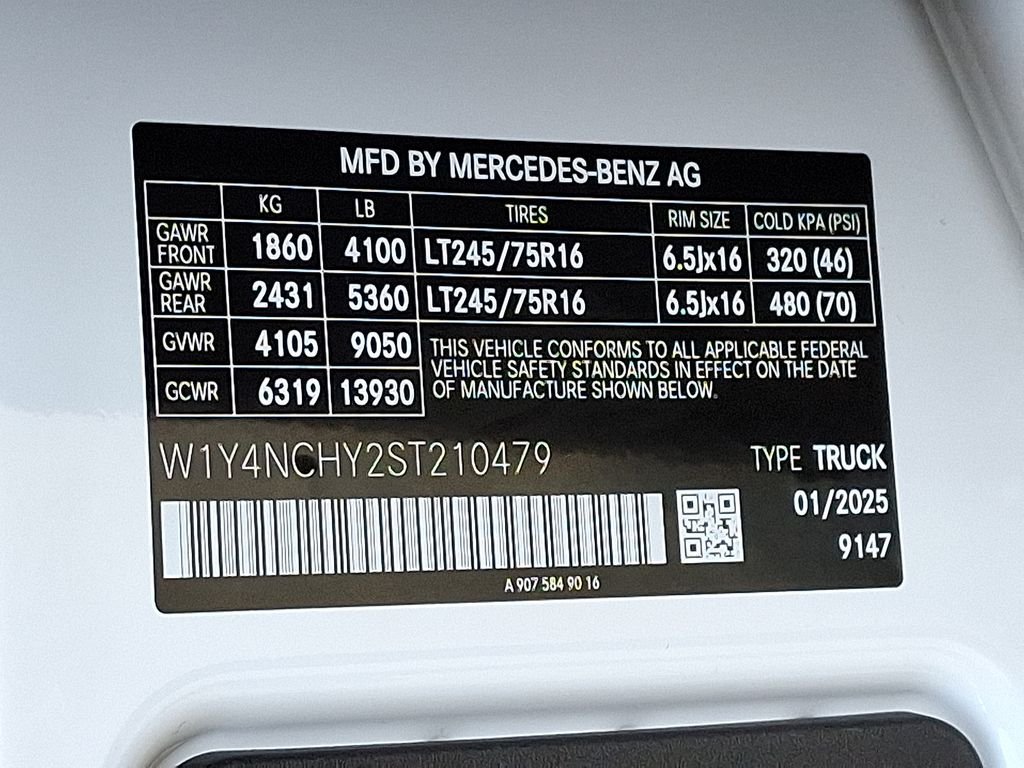 MFD BY MERCEDES-BENZ AG
KG LB TIRES RIM SIZE COLD KPA (PSI)
GAWR FRONT 1860 4100 LT245/75R16 6.5Jx16 320 (46)
GAWR REAR 2431 5360 LT245/75R16 6.5Jx16 480 (70)
GVWR 4105 9050
GCWR 6319 13930
THIS VEHICLE CONFORMS TO ALL APPLICABLE FEDERAL
VEHICLE SAFETY STANDARDS IN EFFECT ON THE DATE
OF MANUFACTURE SHOWN BELOW.
W1Y4NCHY2ST210479
TYPE TRUCK
01/2025
9147
A 907 584 90 16